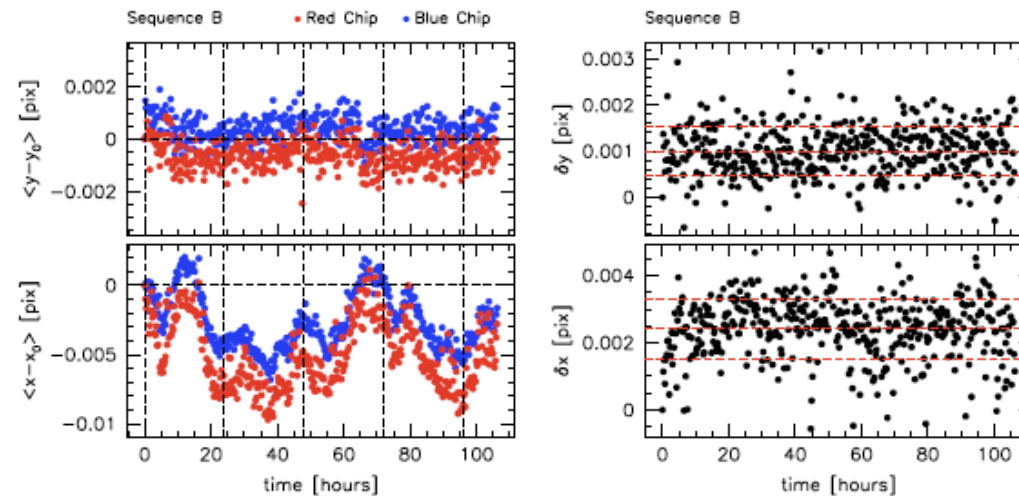 Sequence B • Red Chip • Blue Chip Sequence B
<y−y₀> [pix]
0.002
0
−0.002
δy [pix]
0.003
0.002
0.001
0
<x−x₀> [pix]
0
−0.005
−0.01
δx [pix]
0.004
0.002
0
0 20 40 60 80 100
time [hours]
0 20 40 60 80 100
time [hours]